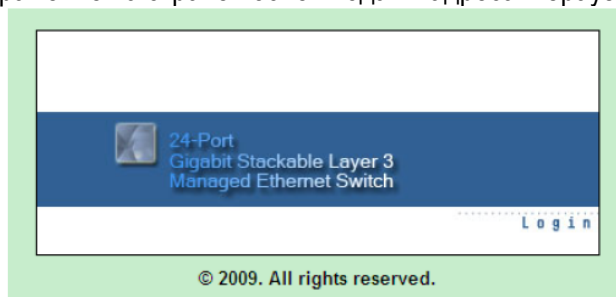 24-Port
Gigabit Stackable Layer 3
Managed Ethernet Switch
Login
© 2009. All rights reserved.